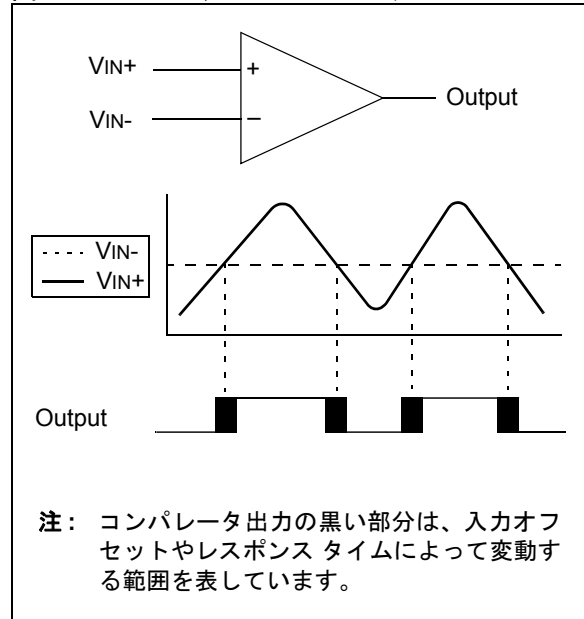 VIN+
+
Output
VIN-
−
VIN-
VIN+
Output
注： コンパレータ出力の黒い部分は、入力オフ
セットやレスポンス タイムによって変動す
る範囲を表しています。